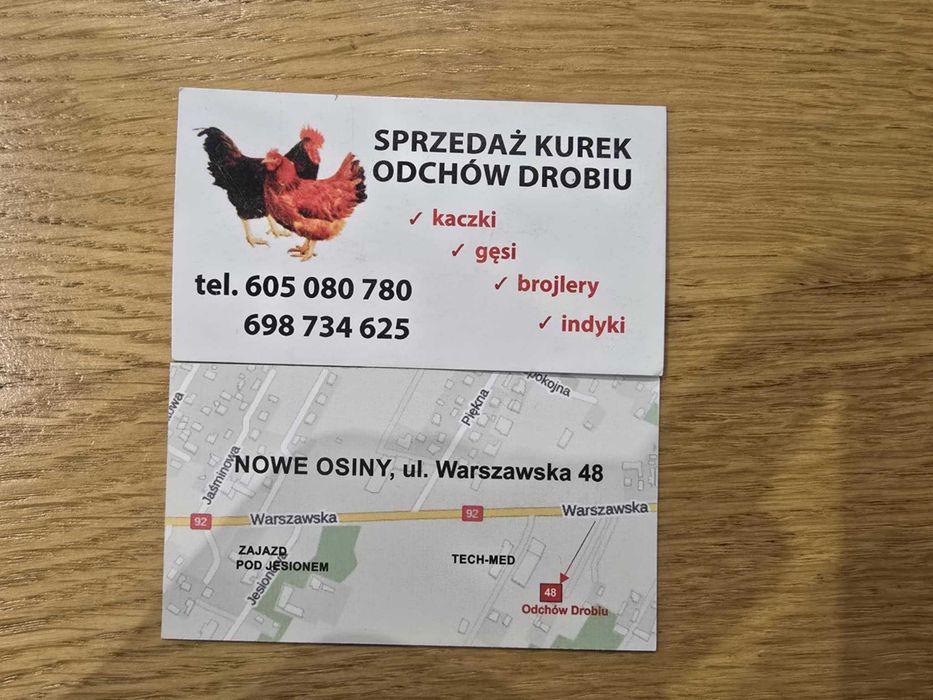 SPRZEDAŻ KUREK
ODCHÓW DROBIU
✓ kaczki
✓ gęsi
✓ brojlery
✓ indyki
tel. 605 080 780
698 734 625
Piękna
Jaśminowa
NOWE OSINY, ul. Warszawska 48
92 Warszawska 92 Warszawska
ZAJAZD
POD JESIONEM
TECH-MED
Jesionowa
48
Odchów Drobiu